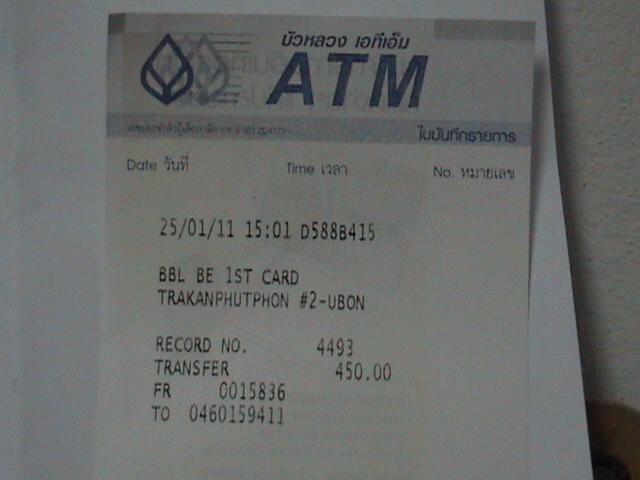 บัวหลวง เอทีเอ็ม
ATM
ใบบันทึกรายการ
Date วันที่ Time เวลา No. หมายเลข
25/01/11 15:01 D588B415
BBL BE 1ST CARD
TRAKANPHUTPHON #2-UBON
RECORD NO. 4493
TRANSFER 450.00
FR 0015836
TO 0460159411